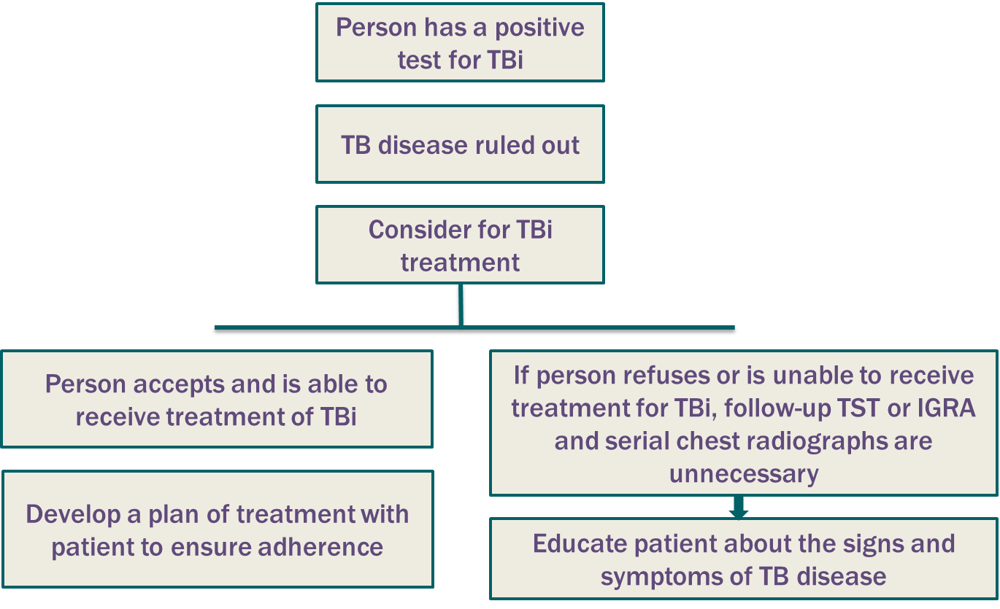 Person has a positive
test for TBi
TB disease ruled out
Consider for TBi
treatment
Person accepts and is able to
receive treatment of TBi
Develop a plan of treatment with
patient to ensure adherence
If person refuses or is unable to receive
treatment for TBi, follow-up TST or IGRA
and serial chest radiographs are
unnecessary
Educate patient about the signs and
symptoms of TB disease